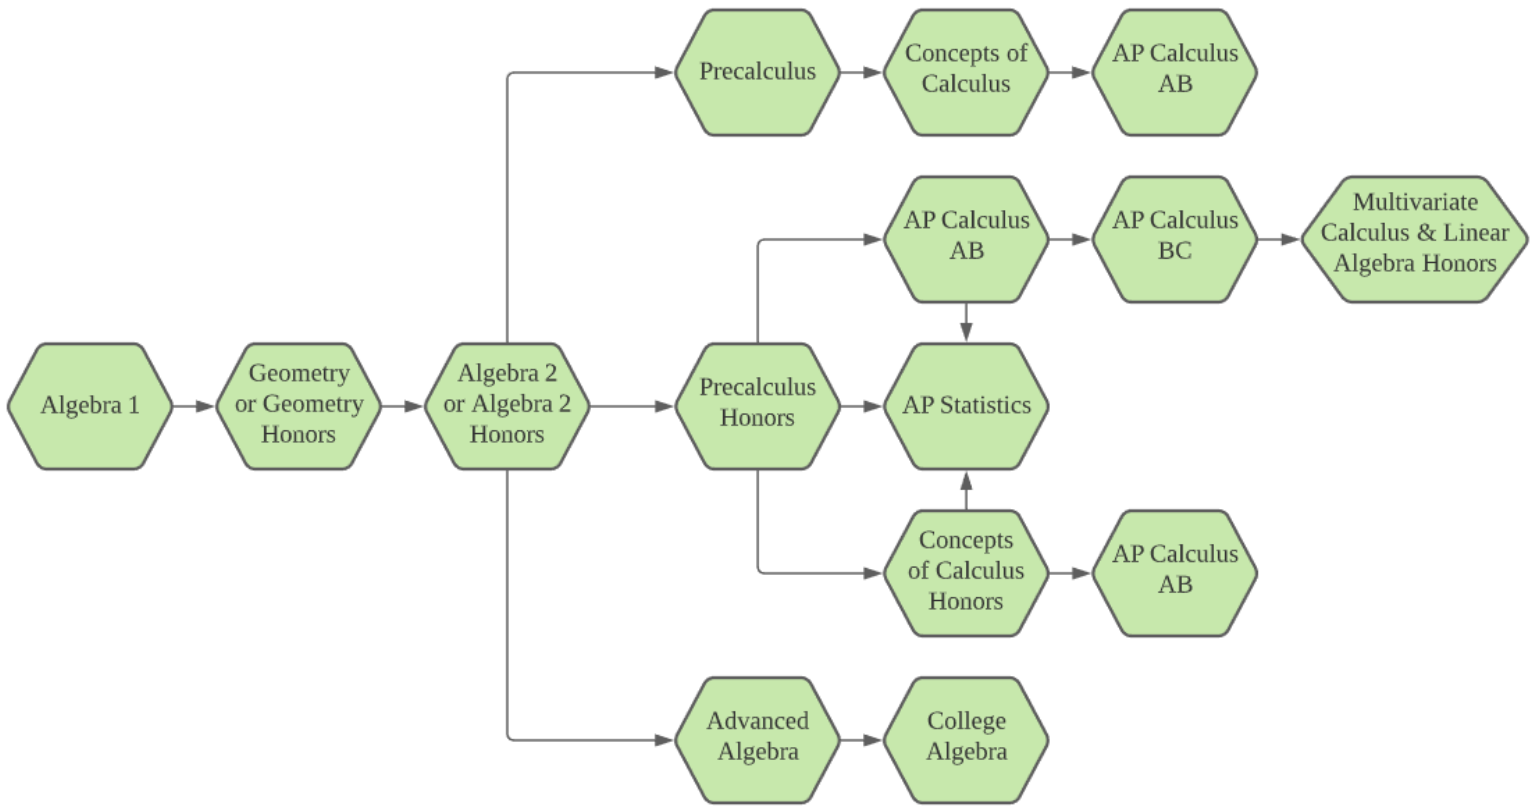 Precalculus
Concepts of
Calculus
AP Calculus
AB
AP Calculus
AB
AP Calculus
BC
Multivariate
Calculus & Linear
Algebra Honors
Algebra 1
Geometry
or Geometry
Honors
Algebra 2
or Algebra 2
Honors
Precalculus
Honors
AP Statistics
Concepts
of Calculus
Honors
AP Calculus
AB
Advanced
Algebra
College
Algebra